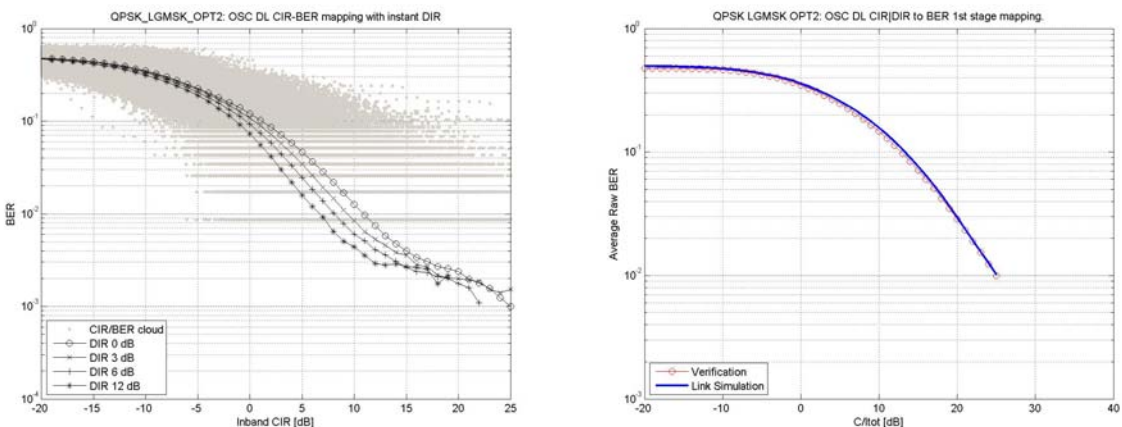 QPSK_LGMSK_OPT2: OSC DL CIR-BER mapping with instant DIR
10^0
10^-1
10^-2
10^-3
10^-4
BER
CIR/BER cloud
DIR 0 dB
DIR 3 dB
DIR 6 dB
DIR 12 dB
-20 -15 -10 -5 0 5 10 15 20 25
Inband CIR [dB]
QPSK LGMSK OPT2: OSC DL CIR|DIR to BER 1st stage mapping.
10^0
10^-1
10^-2
10^-3
Average Raw BER
Verification
Link Simulation
-20 -10 0 10 20 30 40
C/Itot [dB]